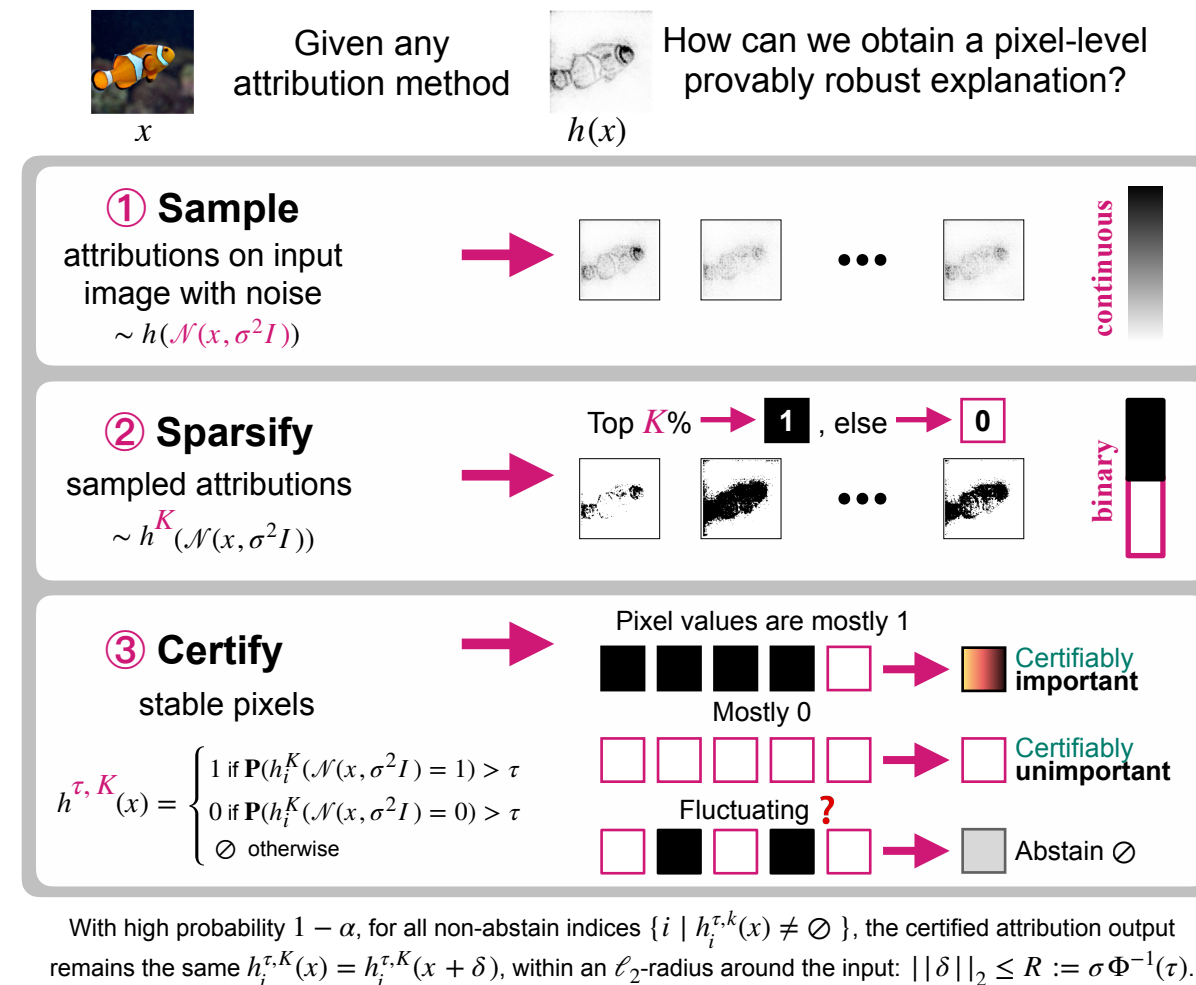 Given any
attribution method
How can we obtain a pixel-level
provably robust explanation?
x
h(x)
① Sample
attributions on input
image with noise
∼ h(𝒩(x, σ²I))
•••
continuous
② Sparsify
sampled attributions
∼ h^K(𝒩(x, σ²I))
Top K% 1 , else 0
•••
binary
③ Certify
stable pixels
h^{τ, K}(x) = { 1 if P(h_i^K(𝒩(x, σ²I) = 1) > τ
0 if P(h_i^K(𝒩(x, σ²I) = 0) > τ
⊘ otherwise
Pixel values are mostly 1
Certifiably
important
Mostly 0
Certifiably
unimportant
Fluctuating ?
Abstain ⊘
With high probability 1 − α, for all non-abstain indices {i | h_i^{τ,k}(x) ≠ ⊘ }, the certified attribution output
remains the same h_i^{τ,K}(x) = h_i^{τ,K}(x + δ), within an ℓ₂-radius around the input: ||δ||₂ ≤ R := σ Φ⁻¹(τ).